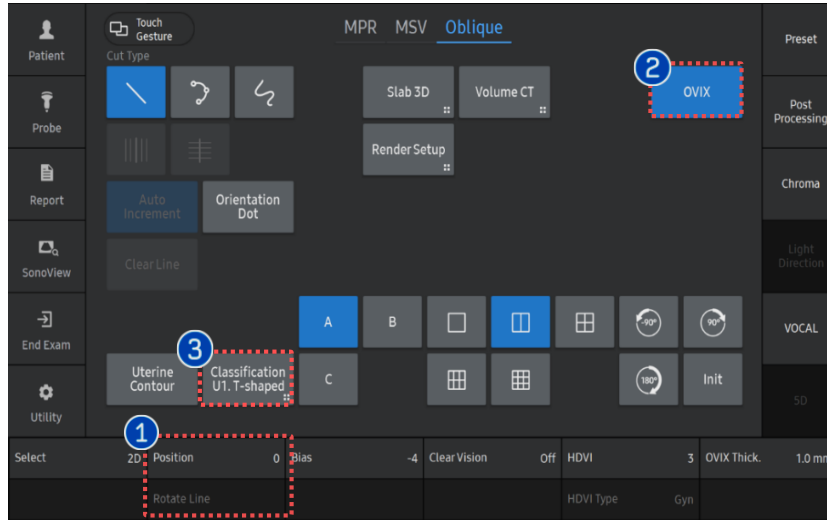 Patient
Probe
Report
SonoView
End Exam
Utility
Touch
Gesture
MPR MSV Oblique
Cut Type
Slab 3D
Volume CT
2
OVIX
Render Setup
Auto
Increment
Orientation
Dot
Clear Line
A
B
-90°
90°
3
Uterine
Contour
Classification
U1. T-shaped
C
180°
Init
Preset
Post
Processing
Chroma
Light
Direction
VOCAL
5D
1
Select 2D
Position 0
Bias -4
Clear Vision Off
HDVI 3
OVIX Thick. 1.0 mm
Rotate Line
HDVI Type Gyn